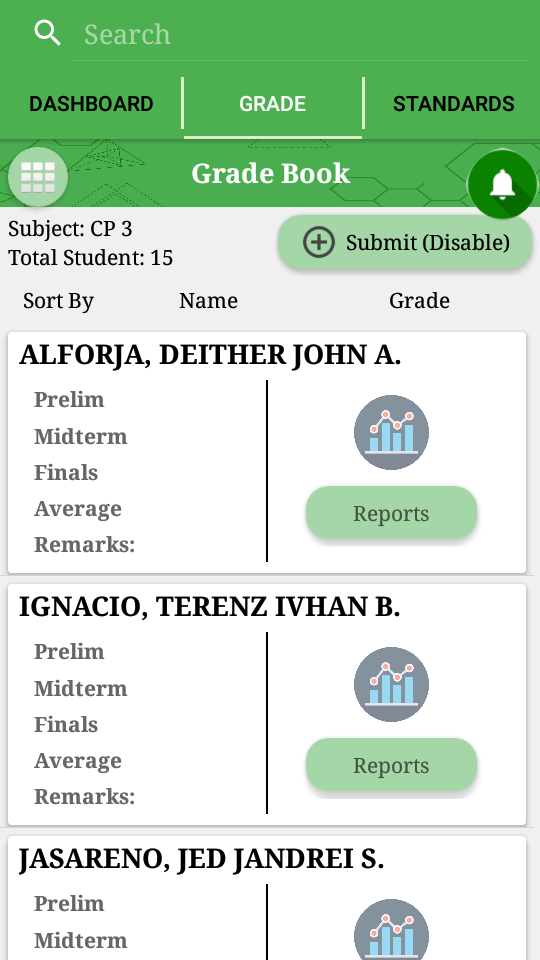 Search
DASHBOARD
GRADE
STANDARDS
Grade Book
Subject: CP 3
Total Student: 15
Submit (Disable)
Sort By
Name
Grade
ALFORJA, DEITHER JOHN A.
Prelim
Midterm
Finals
Average
Remarks:
Reports
IGNACIO, TERENZ IVHAN B.
Prelim
Midterm
Finals
Average
Remarks:
Reports
JASARENO, JED JANDREI S.
Prelim
Midterm